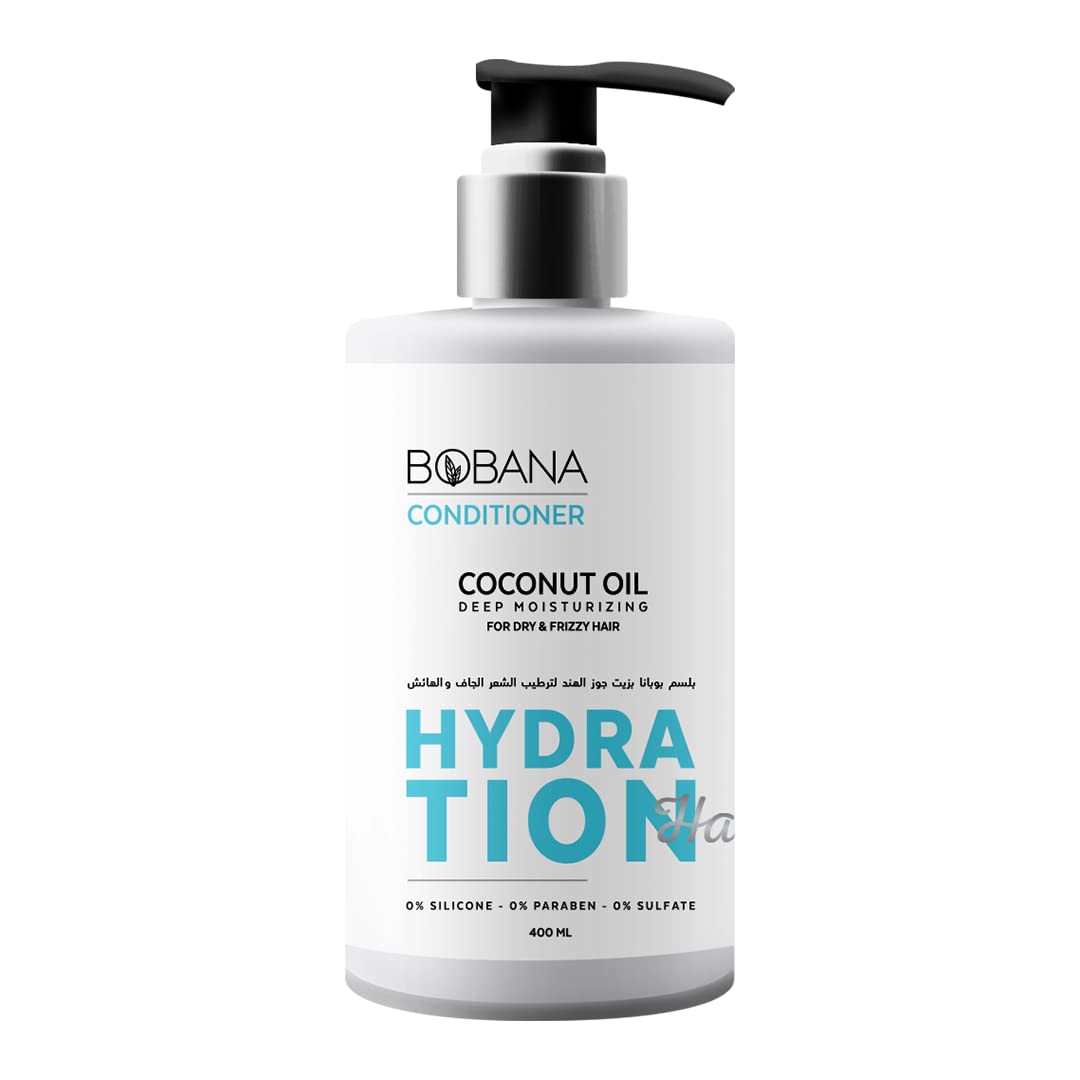 BOBANA
CONDITIONER
COCONUT OIL
DEEP MOISTURIZING
FOR DRY & FRIZZY HAIR
بلسم بوبانا بزيت جوز الهند لترطيب الشعر الجاف والهائش
HYDRA
TION
Ha
0% SILICONE - 0% PARABEN - 0% SULFATE
400 ML